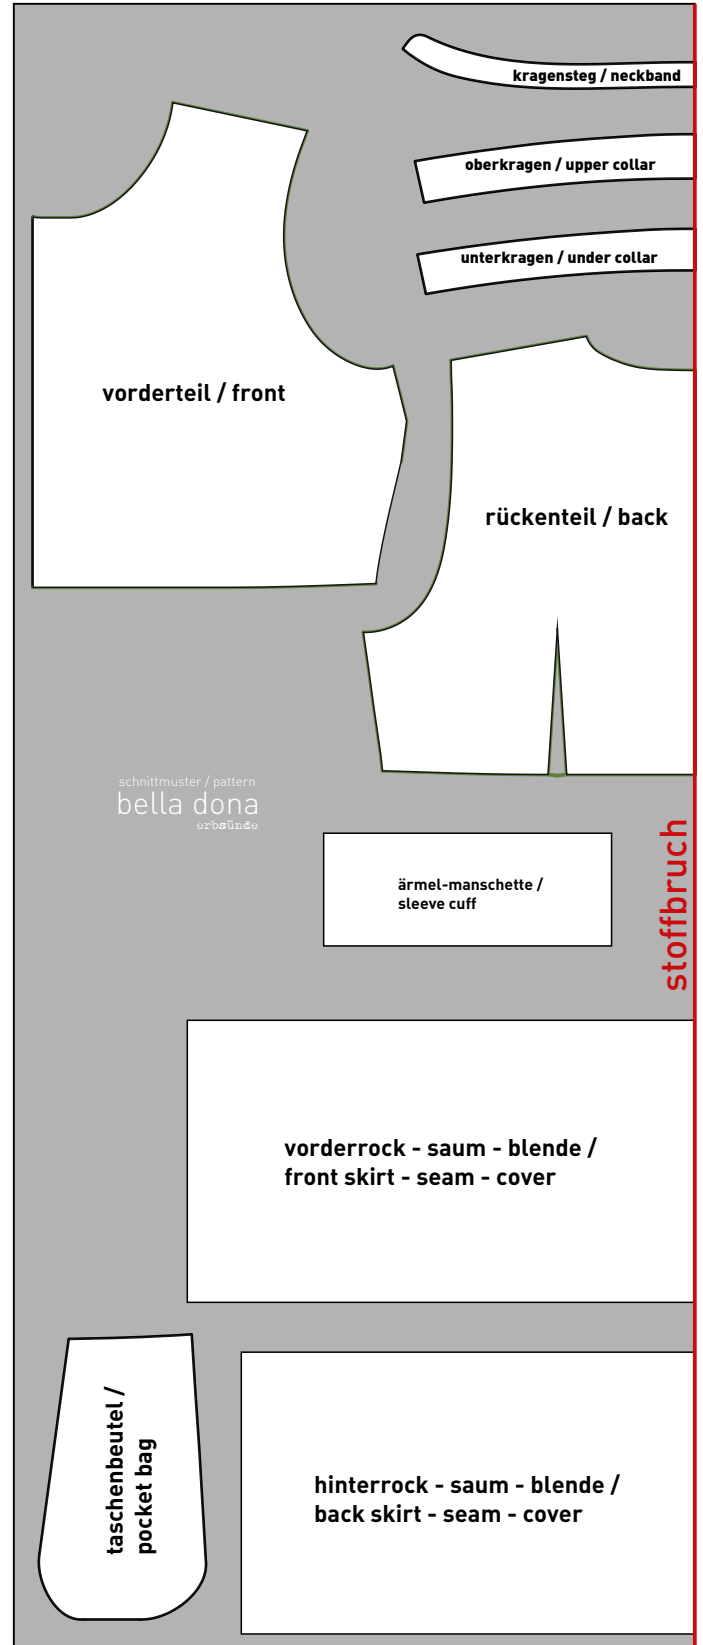 kragensteg / neckband
oberkragen / upper collar
unterkragen / under collar
vorderteil / front
rückenteil / back
schnittmuster / pattern
bella dona
erbsünde
ärmel-manschette /
sleeve cuff
stoffbruch
vorderrock - saum - blende /
front skirt - seam - cover
taschenbeutel /
pocket bag
hinterrock - saum - blende /
back skirt - seam - cover